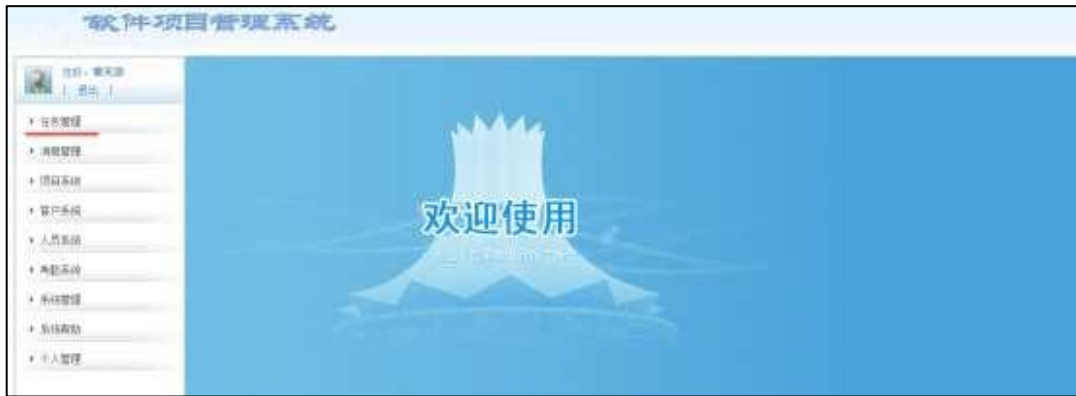 软件项目管理系统
退出
任务管理
消息管理
项目系统
客户系统
人员系统
考勤系统
系统管理
系统帮助
个人管理
欢迎使用